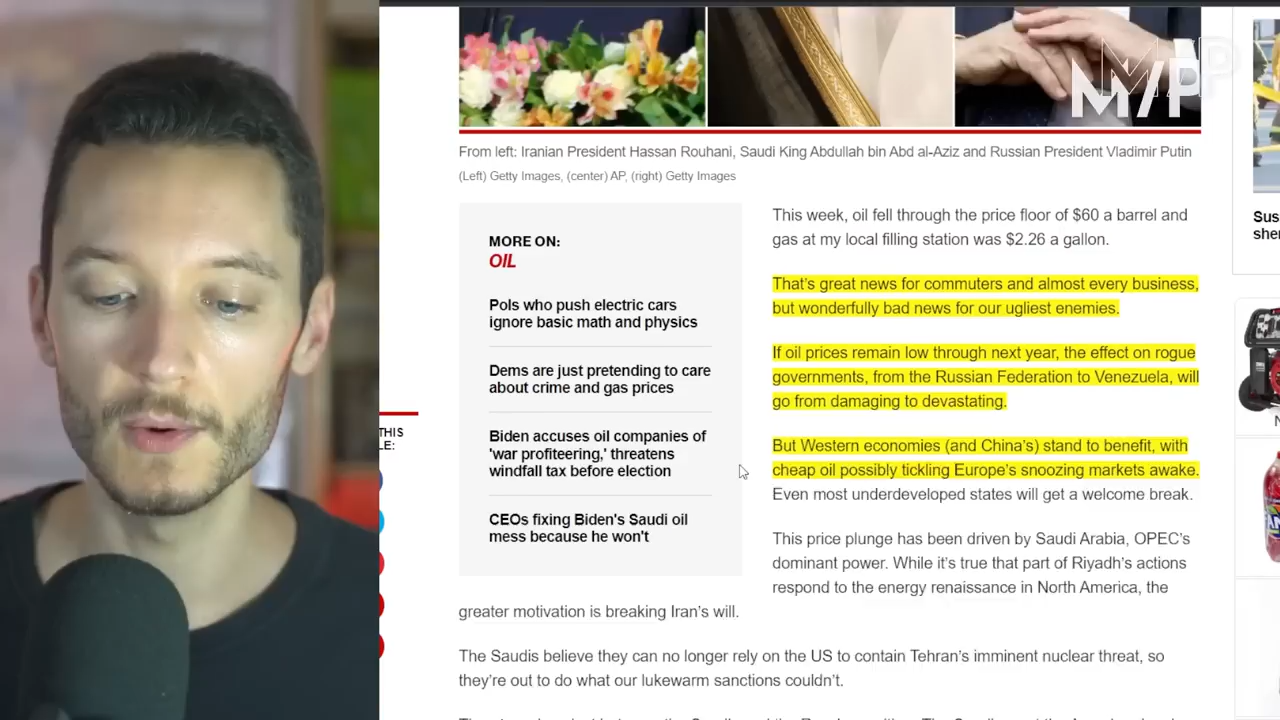 M/P
From left: Iranian President Hassan Rouhani, Saudi King Abdullah bin Abd al-Aziz and Russian President Vladimir Putin
(Left) Getty Images, (center) AP, (right) Getty Images
MORE ON:
OIL
Pols who push electric cars
ignore basic math and physics
Dems are just pretending to care
about crime and gas prices
Biden accuses oil companies of
'war profiteering,' threatens
windfall tax before election
CEOs fixing Biden's Saudi oil
mess because he won't
This week, oil fell through the price floor of $60 a barrel and
gas at my local filling station was $2.26 a gallon.
That's great news for commuters and almost every business,
but wonderfully bad news for our ugliest enemies.
If oil prices remain low through next year, the effect on rogue
governments, from the Russian Federation to Venezuela, will
go from damaging to devastating.
But Western economies (and China's) stand to benefit, with
cheap oil possibly tickling Europe's snoozing markets awake.
Even most underdeveloped states will get a welcome break.
This price plunge has been driven by Saudi Arabia, OPEC's
dominant power. While it's true that part of Riyadh's actions
respond to the energy renaissance in North America, the
greater motivation is breaking Iran's will.
The Saudis believe they can no longer rely on the US to contain Tehran's imminent nuclear threat, so
they're out to do what our lukewarm sanctions couldn't.
THIS
LE:
Sus
she